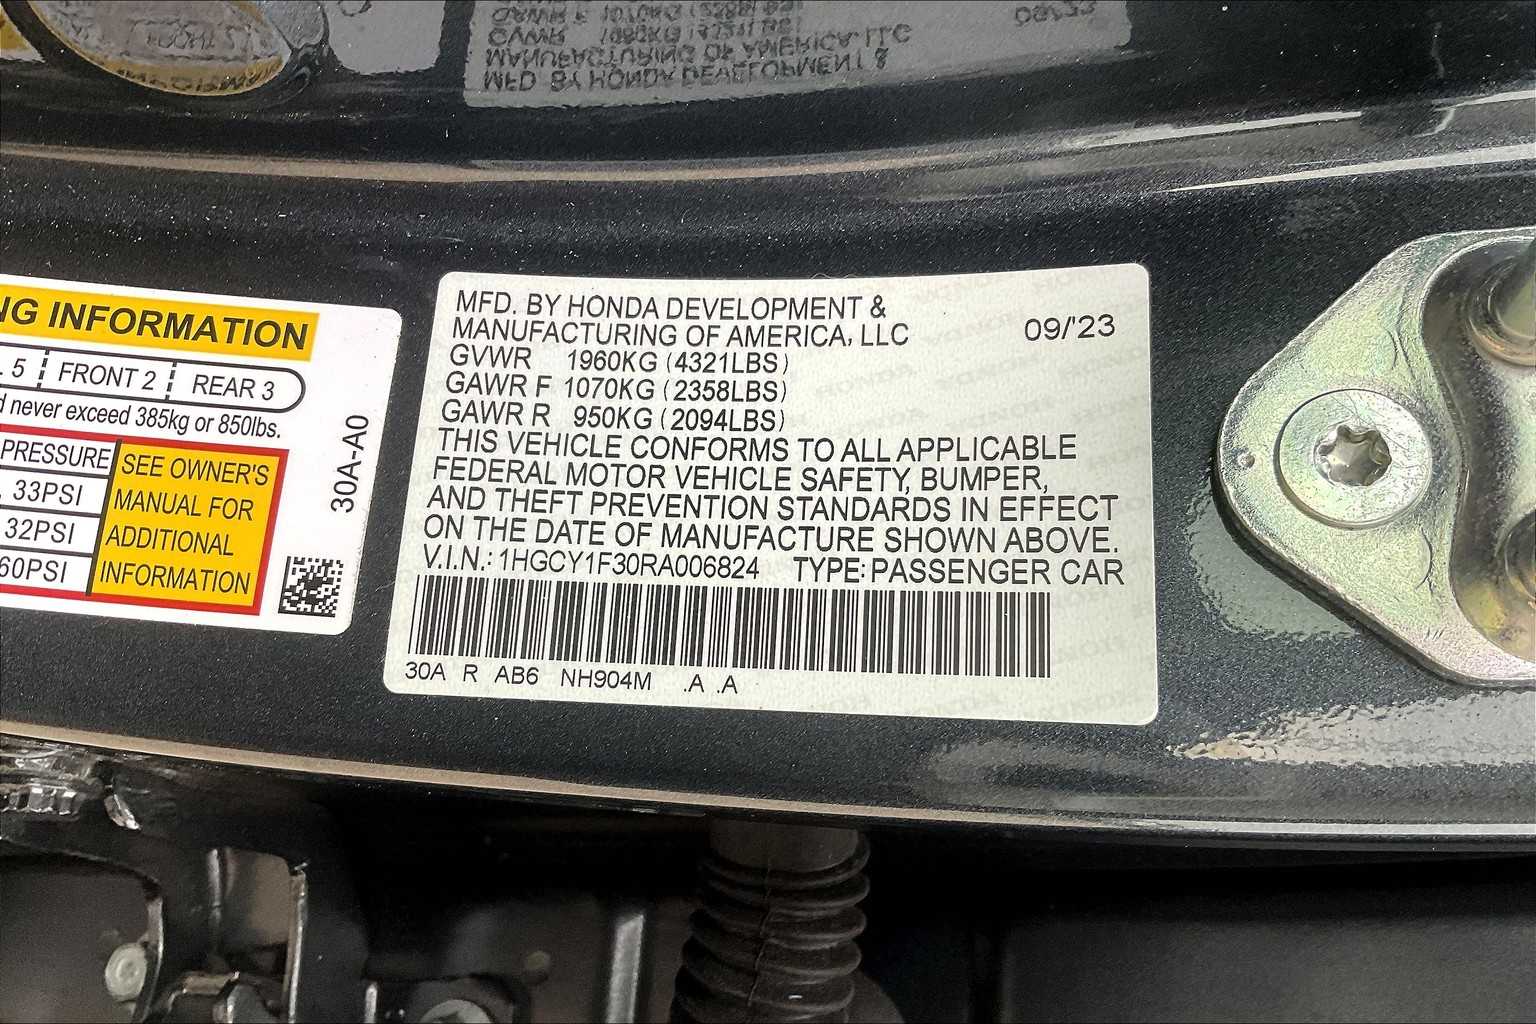 NG INFORMATION
. 5 FRONT 2 REAR 3
d never exceed 385kg or 850lbs.
PRESSURE
33PSI
32PSI
60PSI
SEE OWNER'S
MANUAL FOR
ADDITIONAL
INFORMATION
30A-A0
MFD. BY HONDA DEVELOPMENT &
MANUFACTURING OF AMERICA, LLC
09/'23
GVWR 1960KG (4321LBS)
GAWR F 1070KG (2358LBS)
GAWR R 950KG (2094LBS)
THIS VEHICLE CONFORMS TO ALL APPLICABLE
FEDERAL MOTOR VEHICLE SAFETY, BUMPER,
AND THEFT PREVENTION STANDARDS IN EFFECT
ON THE DATE OF MANUFACTURE SHOWN ABOVE.
V.I.N.: 1HGCY1F30RA006824 TYPE: PASSENGER CAR
30A R AB6 NH904M .A .A